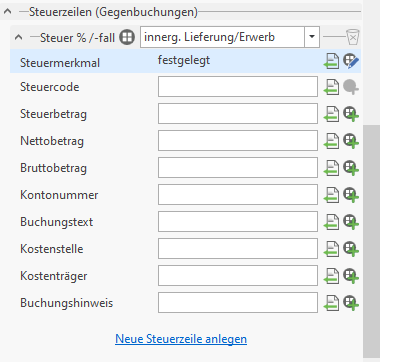 Steuerzeilen (Gegenbuchungen)
Steuer % /-fall innerg. Lieferung/Erwerb
Steuermerkmal festgelegt
Steuercode
Steuerbetrag
Nettobetrag
Bruttobetrag
Kontonummer
Buchungstext
Kostenstelle
Kostenträger
Buchungshinweis
Neue Steuerzeile anlegen